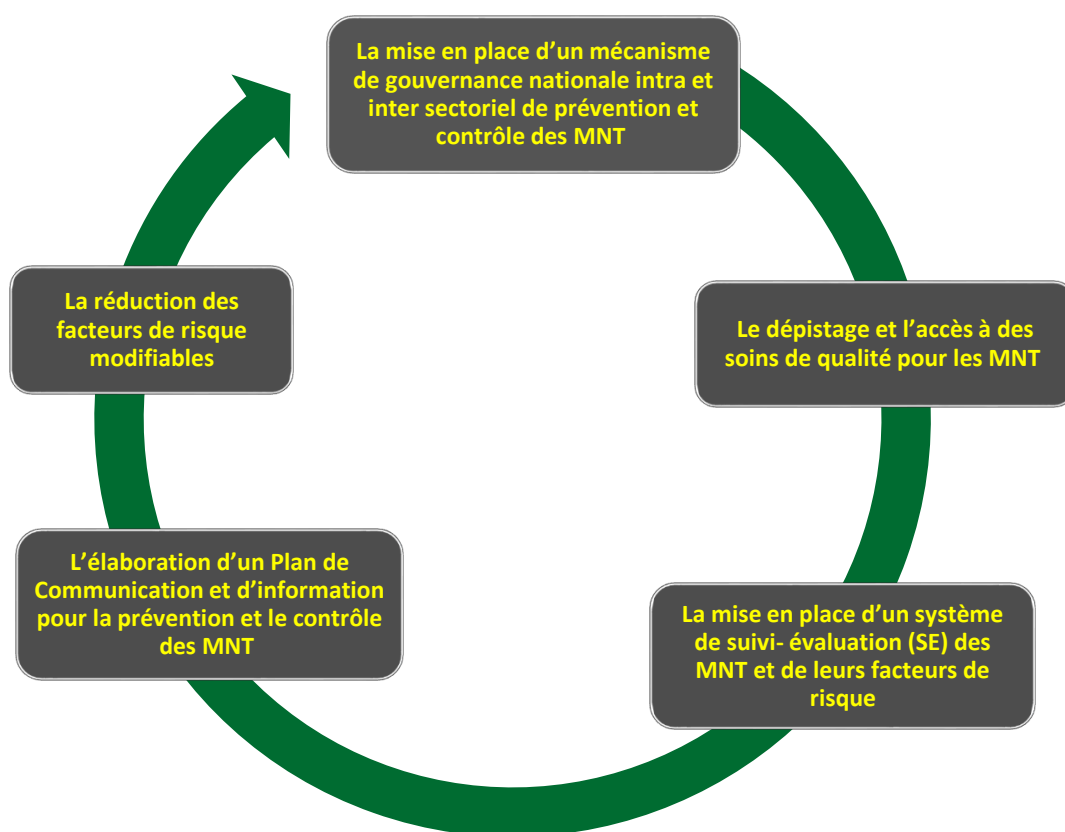 La mise en place d'un mécanisme
de gouvernance nationale intra et
inter sectoriel de prévention et
contrôle des MNT
Le dépistage et l'accès à des
soins de qualité pour les MNT
La mise en place d'un système
de suivi- évaluation (SE) des
MNT et de leurs facteurs de
risque
L'élaboration d'un Plan de
Communication et d'information
pour la prévention et le contrôle
des MNT
La réduction des
facteurs de risque
modifiables